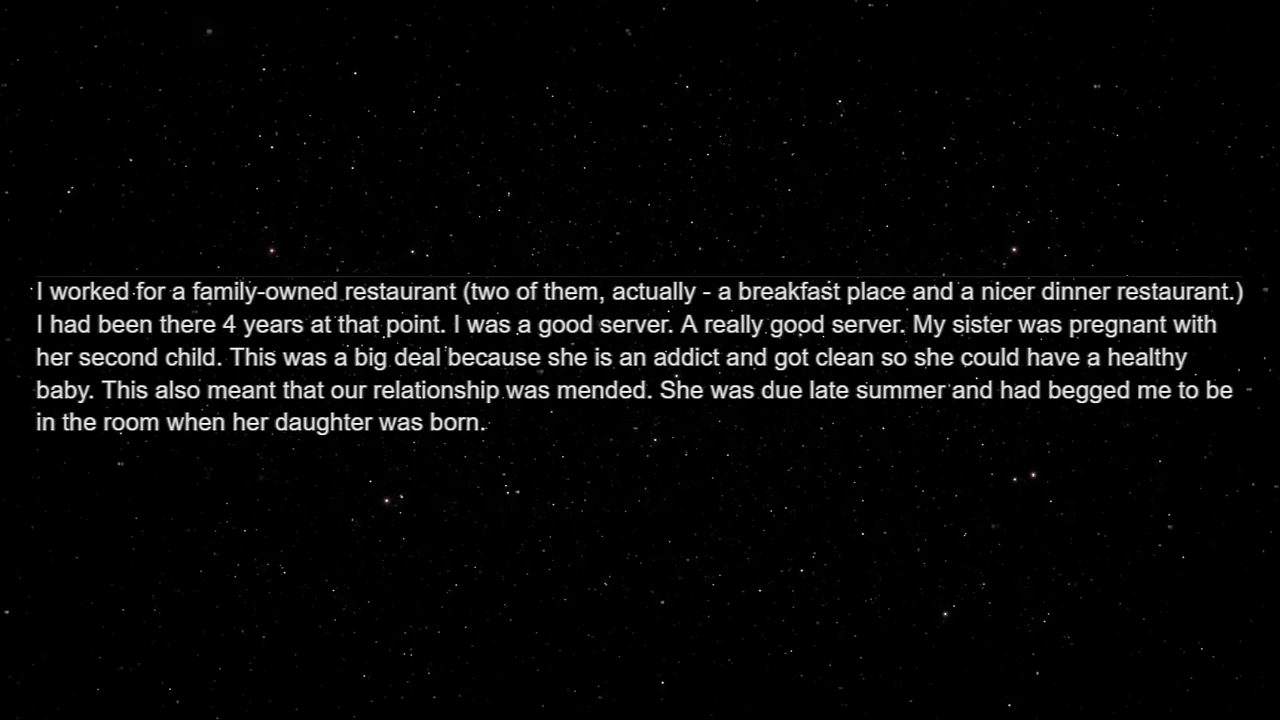 I worked for a family-owned restaurant (two of them, actually - a breakfast place and a nicer dinner restaurant.)
I had been there 4 years at that point. I was a good server. A really good server. My sister was pregnant with
her second child. This was a big deal because she is an addict and got clean so she could have a healthy
baby. This also meant that our relationship was mended. She was due late summer and had begged me to be
in the room when her daughter was born.